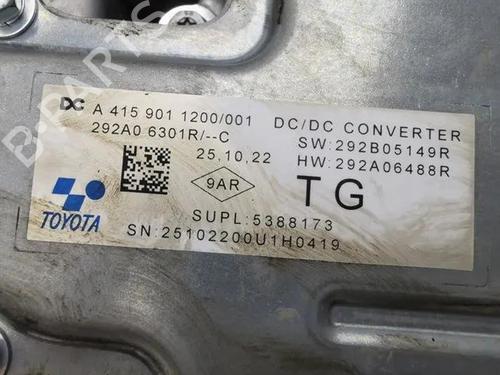 DC A 415 901 1200/001 DC/DC CONVERTER
292A0 6301R/--C SW:292B05149R
25,10,22 HW:292A06488R
9AR TG
TOYOTA SUPL:5388173
SN:25102200U1H0419